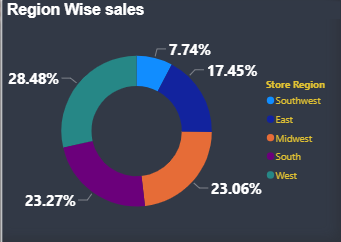 Region Wise sales
7.74%
17.45%
28.48%
Store Region
Southwest
East
Midwest
South
West
23.06%
23.27%